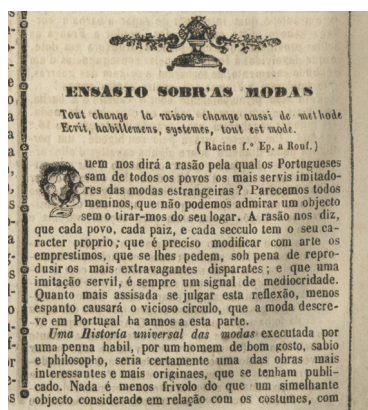 ENSÁSIO SOBR'AS MODAS
Tout change la raison change aussi de methode
Ecrit, habillemens, systemes, tout est mode.
(Racine f.º Ep. a Rouf.)
Quem nos dirá a rasão pela qual os Portugueses
sam de todos os povos os mais servis imitado-
res das modas estrangeiras? Parecemos todos
meninos, que não podemos admirar um objecto
sem o tirar-mos do seu logar. A rasão nos diz,
que cada povo, cada paiz, e cada secculo tem o seu ca-
racter proprio; que é preciso modificar com arte os
emprestimos, que se lhes pedem, sob pena de repro-
dusir os mais extravagantes disparates; e que uma
imitação servil, é sempre um signal de mediocridade.
Quanto mais assisada se julgar esta reflexão, menos
espanto causará o vicioso circulo, que a moda descre-
ve em Portugal ha annos a esta parte.
Uma Historia universal das modas executada por
uma penna habil, por um homem de bom gosto, sabio
e philosopho, seria certamente uma das obras mais
interessantes e mais originaes, que se tenham publi-
cado. Nada é menos frivolo do que um similhante
objecto considerado em relação com os costumes, com